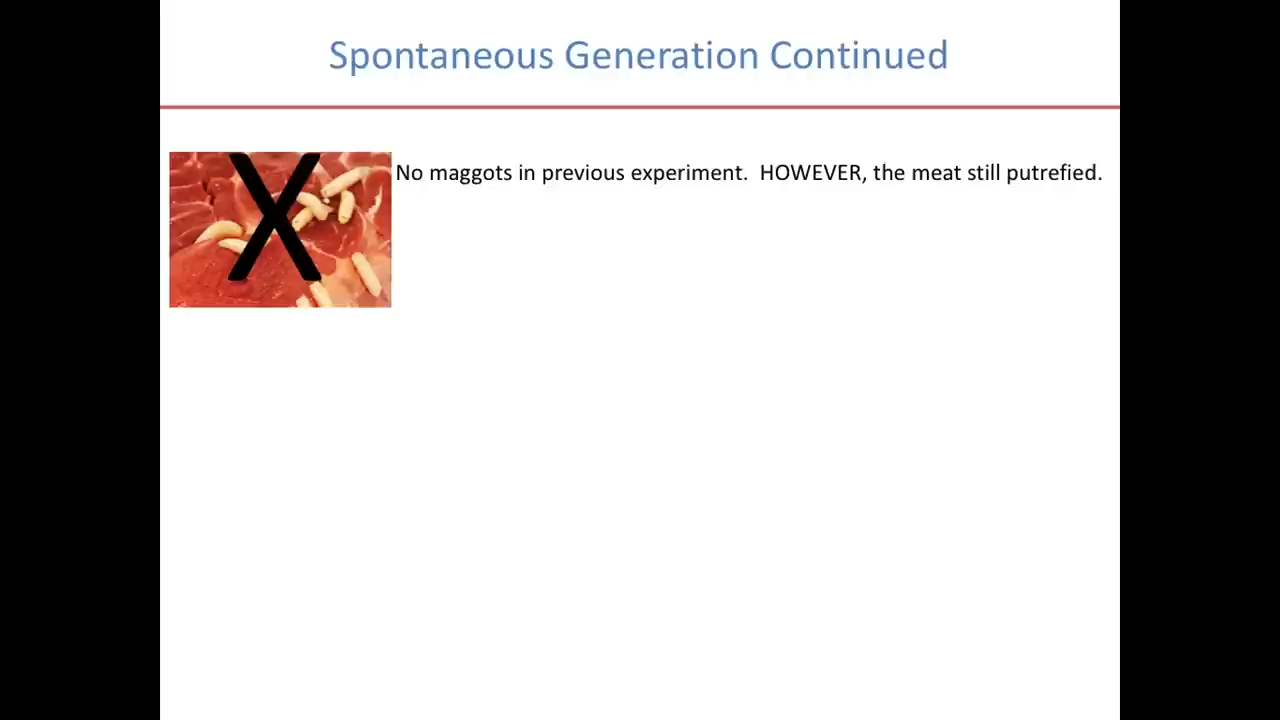 Spontaneous Generation Continued
No maggots in previous experiment.  HOWEVER, the meat still putrefied.
X